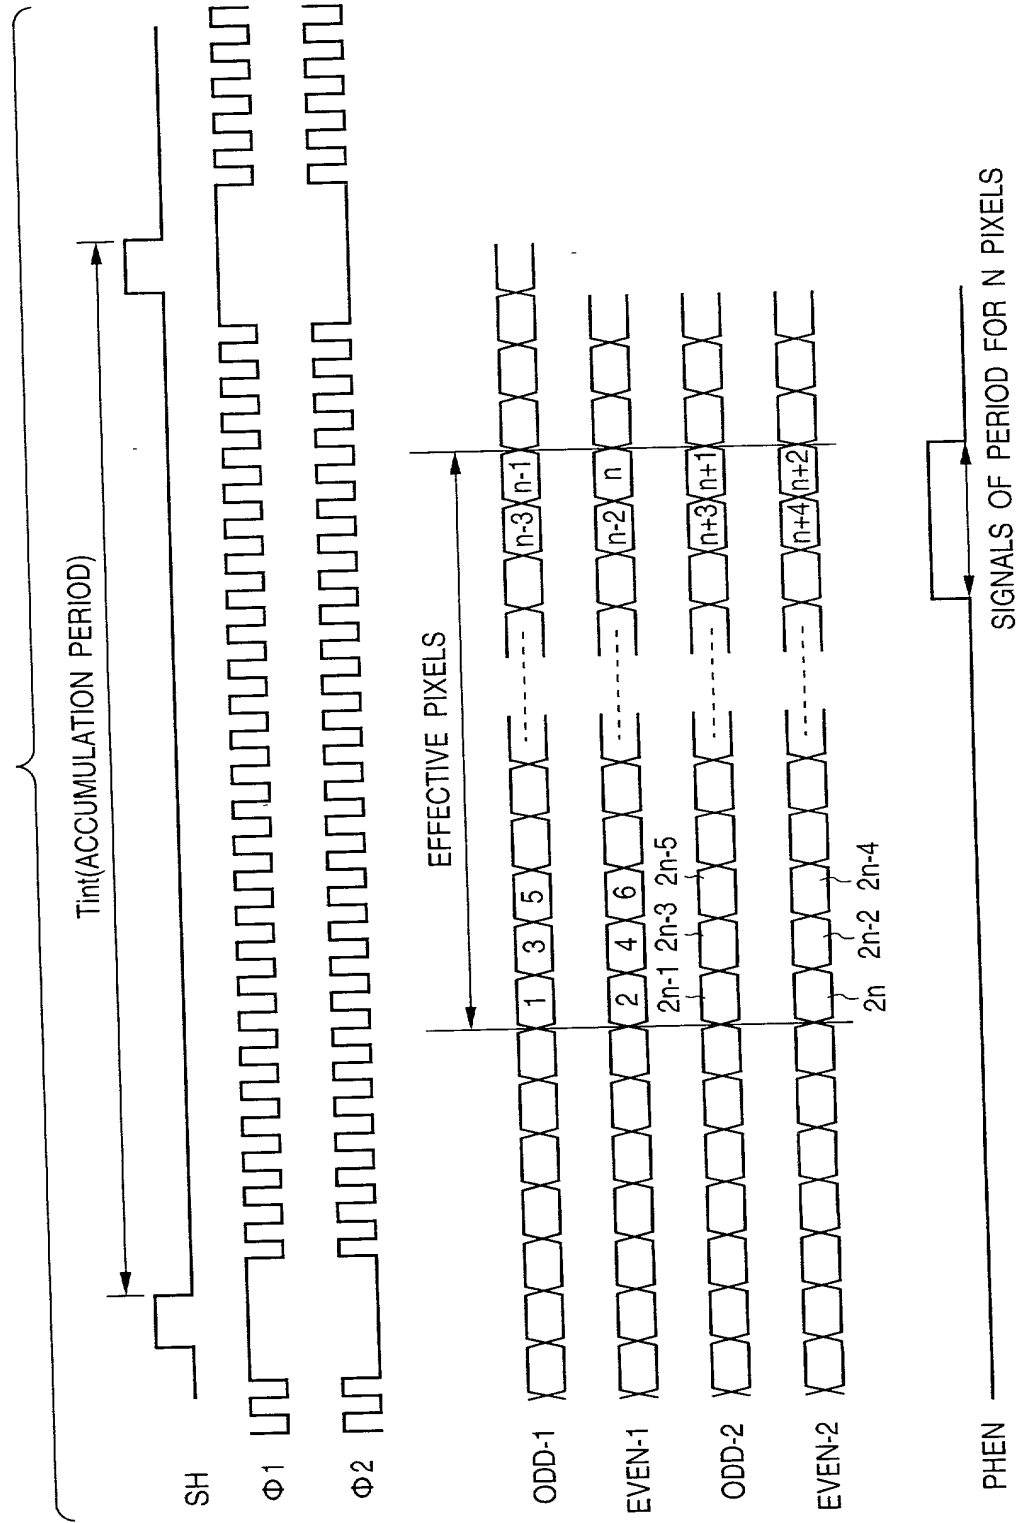 Tint(ACCUMULATION PERIOD)
SH
Φ1
Φ2
EFFECTIVE PIXELS
ODD-1
1 3 5 n-3 n-1
EVEN-1
2 4 6 n-2 n
2n-1 2n-3 2n-5
ODD-2
n+3 n+1
EVEN-2
n+4 n+2
2n 2n-2 2n-4
PHEN
SIGNALS OF PERIOD FOR N PIXELS